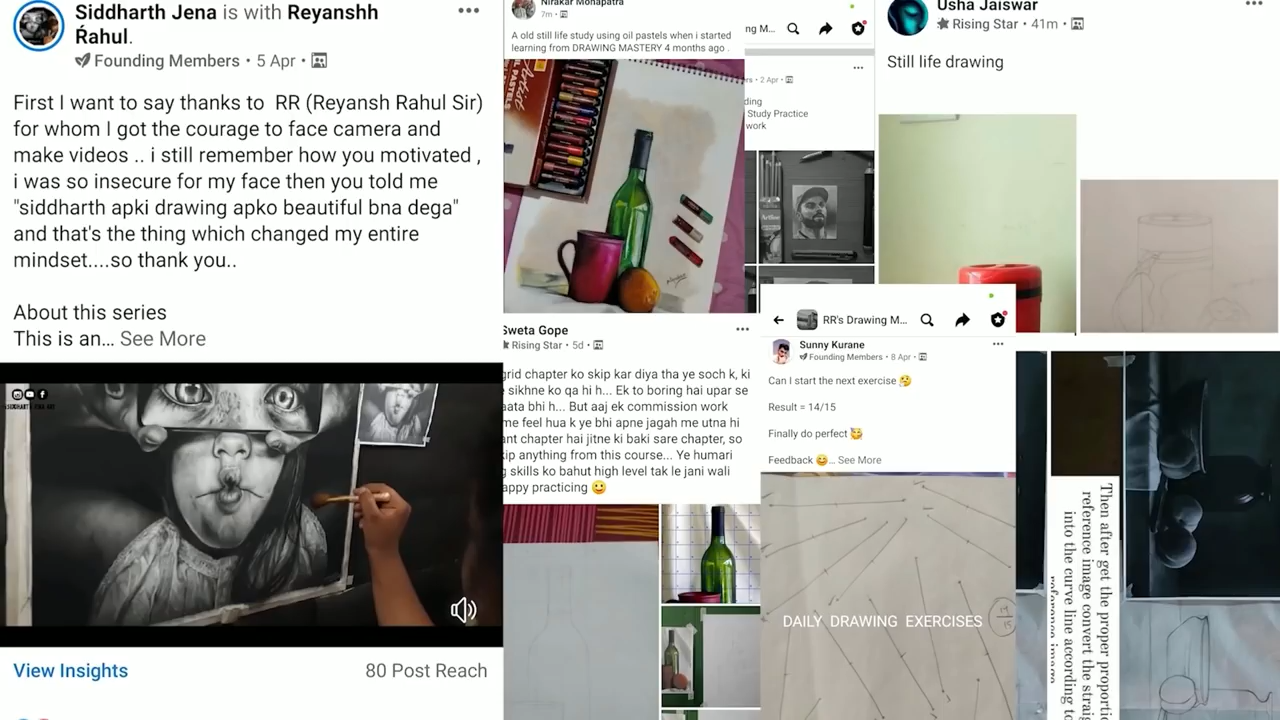 Siddharth Jena is with Reyanshh
Ŕahul.
Founding Members • 5 Apr •
First I want to say thanks to RR (Reyansh Rahul Sir)
for whom I got the courage to face camera and
make videos .. i still remember how you motivated ,
i was so insecure for my face then you told me
"siddharth apki drawing apko beautiful bna dega"
and that's the thing which changed my entire
mindset....so thank you..
About this series
This is an... See More
View Insights
80 Post Reach
Nirakar Monapatra
7m •
A old still life study using oil pastels when i started
learning from DRAWING MASTERY 4 months ago .
ng M...
rs • 2 Apr •
ding
Study Practice
work
Usha Jaiswar
Rising Star • 41m •
Still life drawing
Sweta Gope
Rising Star • 5d •
grid chapter ko skip kar diya tha ye soch k, ki
e sikhne ko qa hi h... Ek to boring hai upar se
aata bhi h... But aaj ek commission work
me feel hua k ye bhi apne jagah me utna hi
ant chapter hai jitne ki baki sare chapter, so
kip anything from this course... Ye humari
g skills ko bahut high level tak le jani wali
appy practicing 😀
RR's Drawing M...
Sunny Kurane
Founding Members • 8 Apr •
Can I start the next exercise 🤔
Result = 14/15
Finally do perfect 🥳
Feedback 😊... See More
DAILY DRAWING EXERCISES
14/15
Then after get the proper proportio
reference image convert the straig
into the curve line according to
reference image